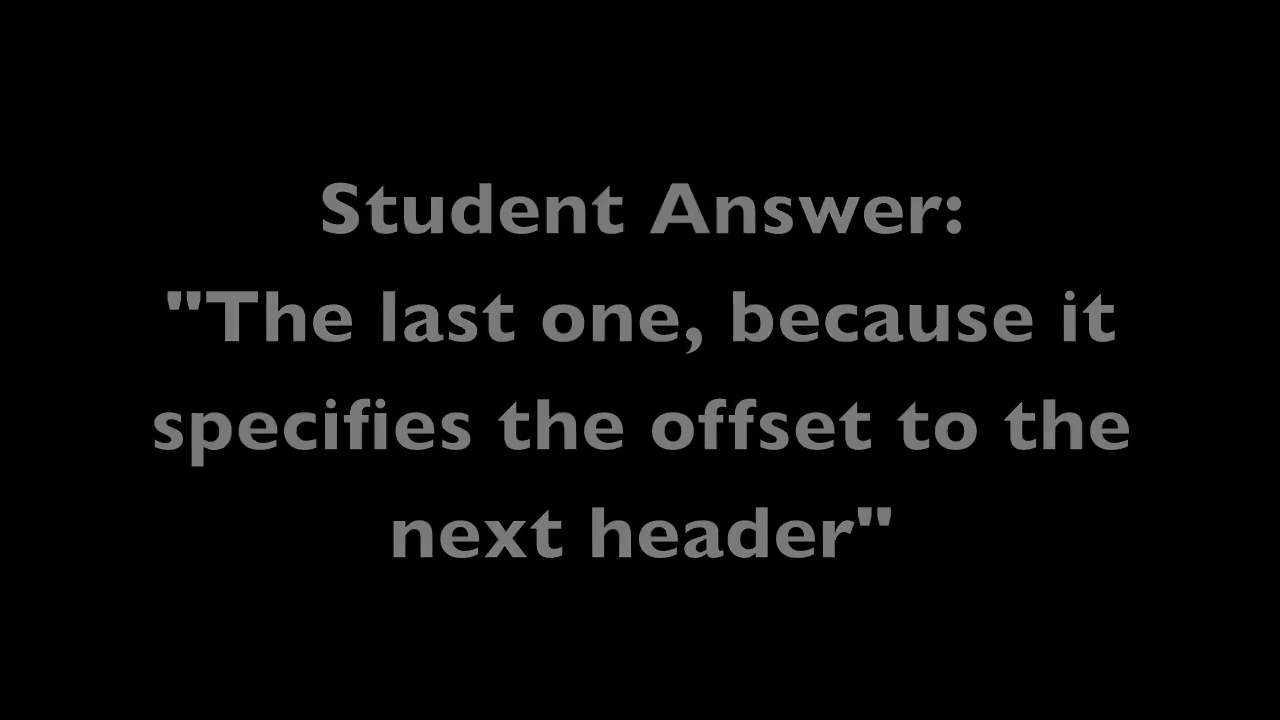 Student Answer:
"The last one, because it
specifies the offset to the
next header"